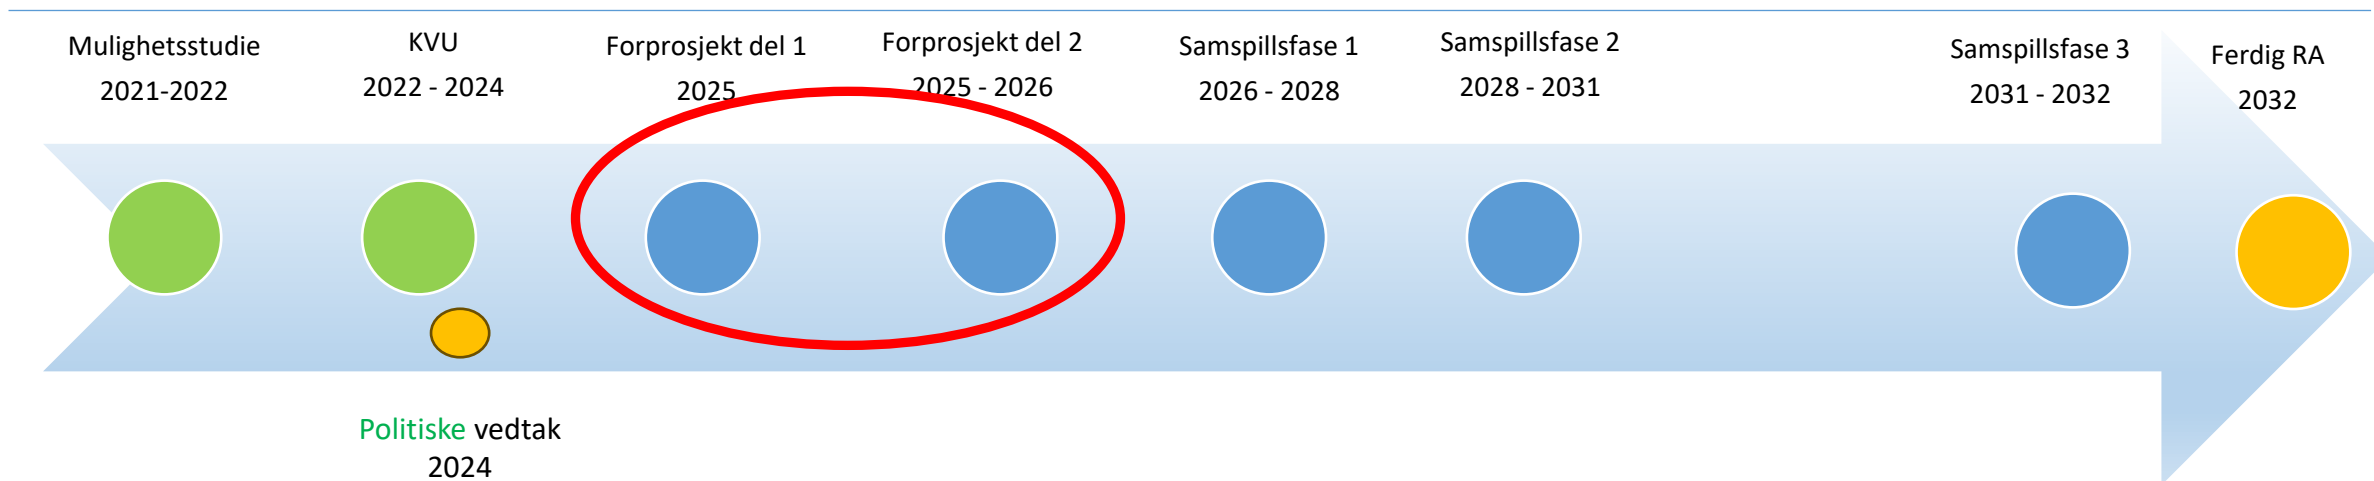 Mulighetsstudie
2021-2022
KVU
2022 - 2024
Forprosjekt del 1
2025
Forprosjekt del 2
2025 - 2026
Samspillsfase 1
2026 - 2028
Samspillsfase 2
2028 - 2031
Samspillsfase 3
2031 - 2032
Ferdig RA
2032
Politiske vedtak
2024